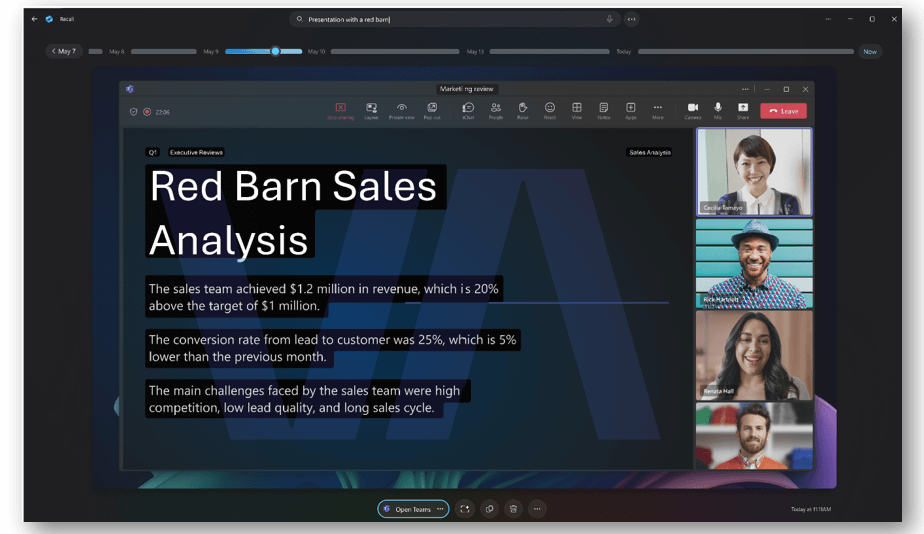 Recall
Presentation with a red barn
May 7
May 8
May 9
May 10
May 13
Today
Now
Marketing review
22:06
Stop sharing
Layout
Private view
Pop out
Chat
People
Raise
React
View
Notes
Apps
More
Camera
Mic
Share
Leave
Q1
Executive Reviews
Sales Analysis
Red Barn Sales
Analysis
The sales team achieved $1.2 million in revenue, which is 20%
above the target of $1 million.
The conversion rate from lead to customer was 25%, which is 5%
lower than the previous month.
The main challenges faced by the sales team were high
competition, low lead quality, and long sales cycle.
Cecilia Tamayo
Rick Hartnett
Renata Hall
Open Teams
Today at 11:11AM